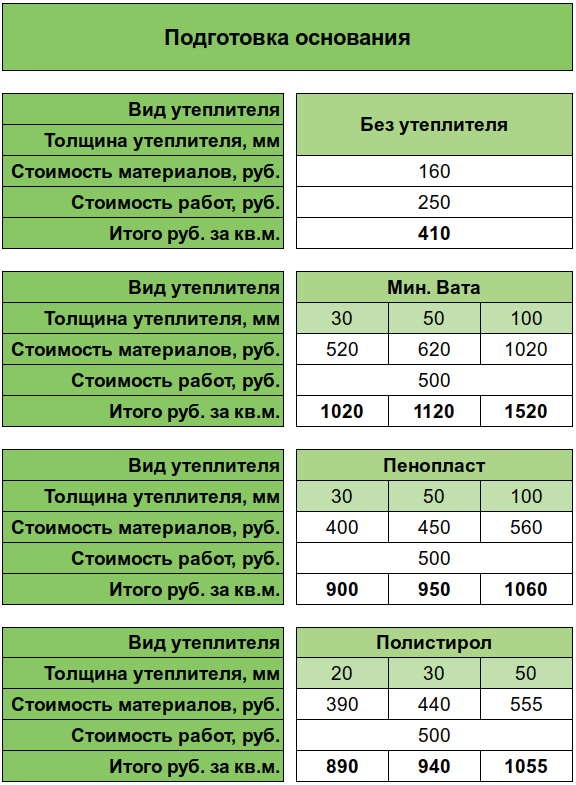 Подготовка основания
Вид утеплителя Без утеплителя
Толщина утеплителя, мм
Стоимость материалов, руб. 160
Стоимость работ, руб. 250
Итого руб. за кв.м. 410
Вид утеплителя Мин. Вата
Толщина утеплителя, мм 30 50 100
Стоимость материалов, руб. 520 620 1020
Стоимость работ, руб. 500
Итого руб. за кв.м. 1020 1120 1520
Вид утеплителя Пенопласт
Толщина утеплителя, мм 30 50 100
Стоимость материалов, руб. 400 450 560
Стоимость работ, руб. 500
Итого руб. за кв.м. 900 950 1060
Вид утеплителя Полистирол
Толщина утеплителя, мм 20 30 50
Стоимость материалов, руб. 390 440 555
Стоимость работ, руб. 500
Итого руб. за кв.м. 890 940 1055